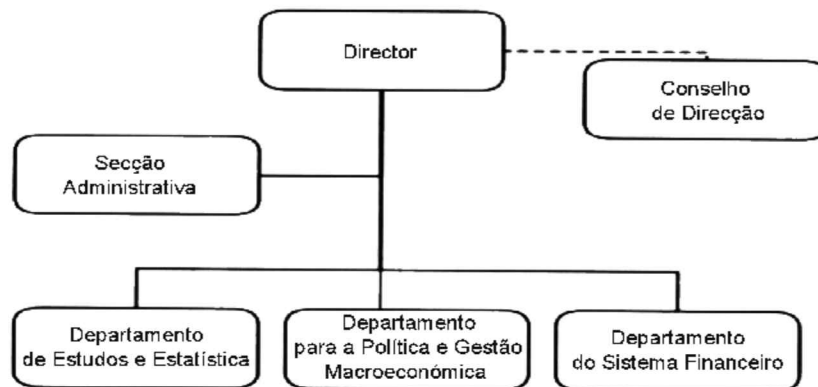 Director
Conselho
de Direcção
Secção
Administrativa
Departamento
de Estudos e Estatística
Departamento
para a Política e Gestão
Macroeconómica
Departamento
do Sistema Financeiro